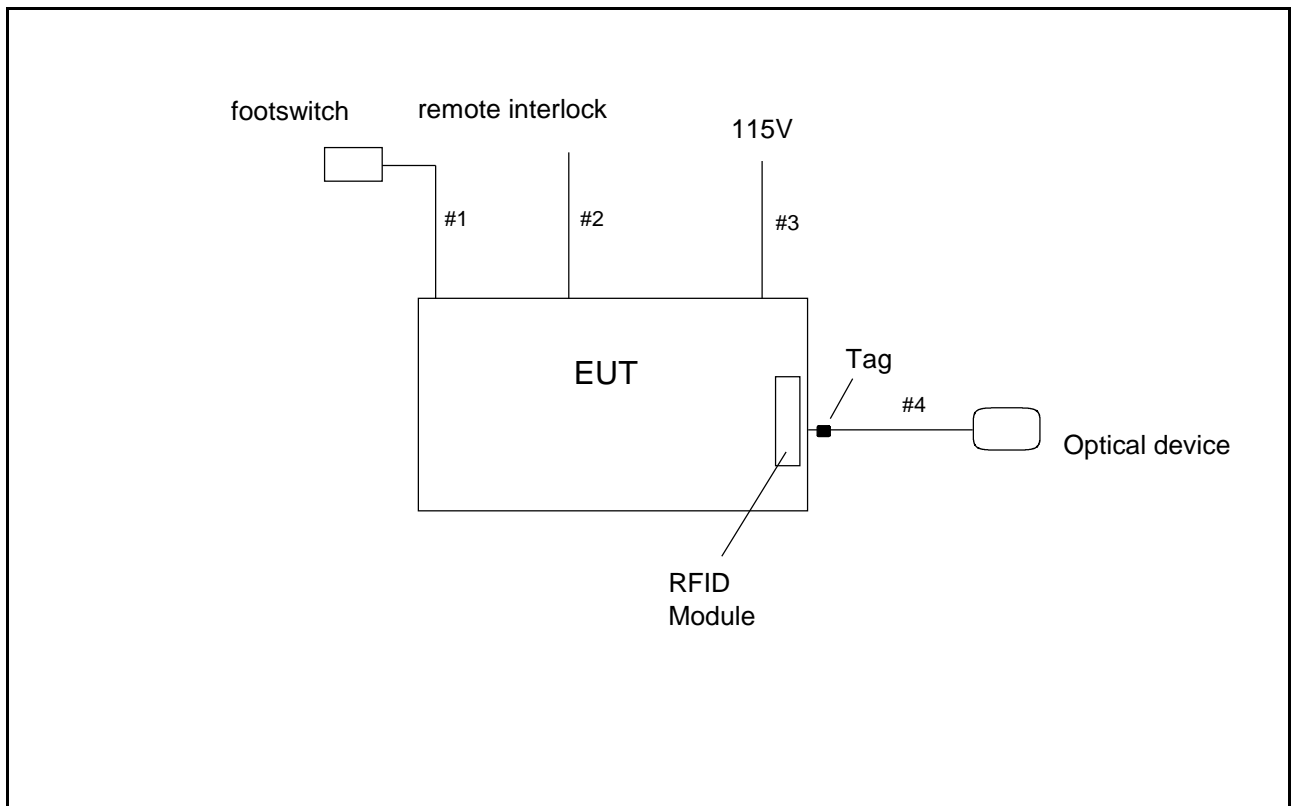 footswitch
remote interlock
115V
#1
#2
#3
EUT
Tag
#4
Optical device
RFID
Module